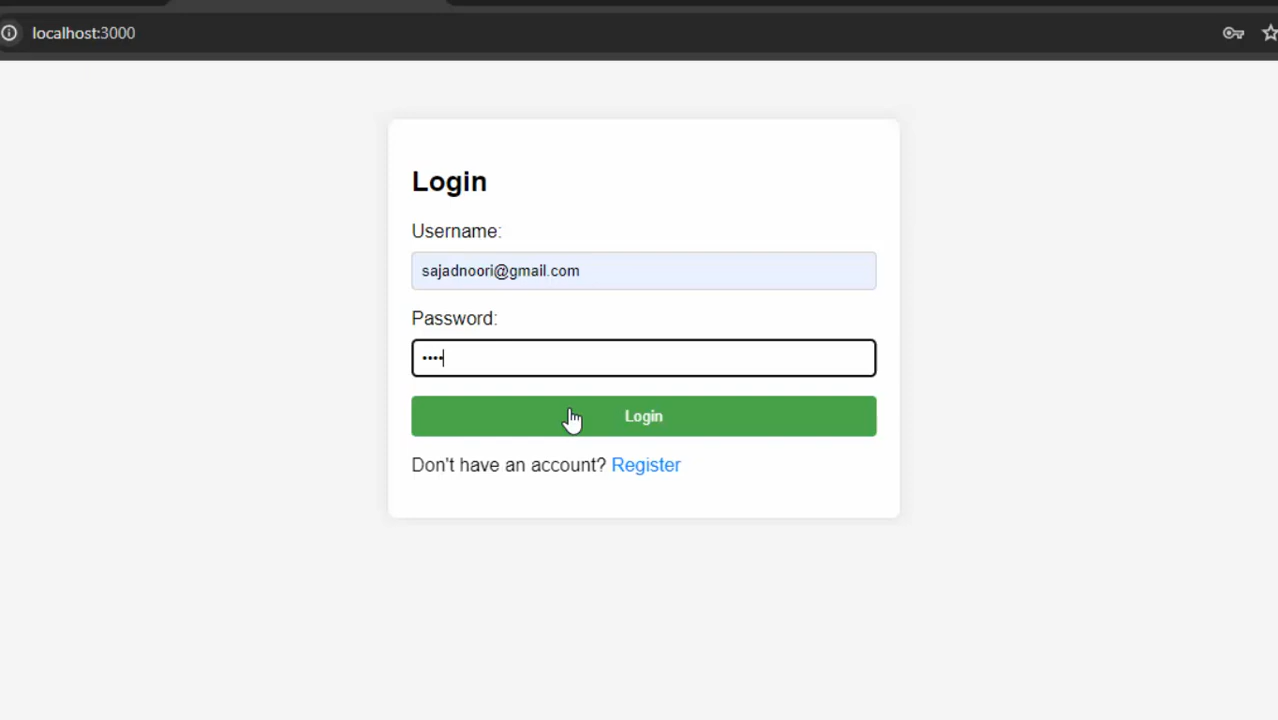 localhost:3000
Login
Username:
sajadnoori@gmail.com
Password:
••••
Login
Don't have an account? Register